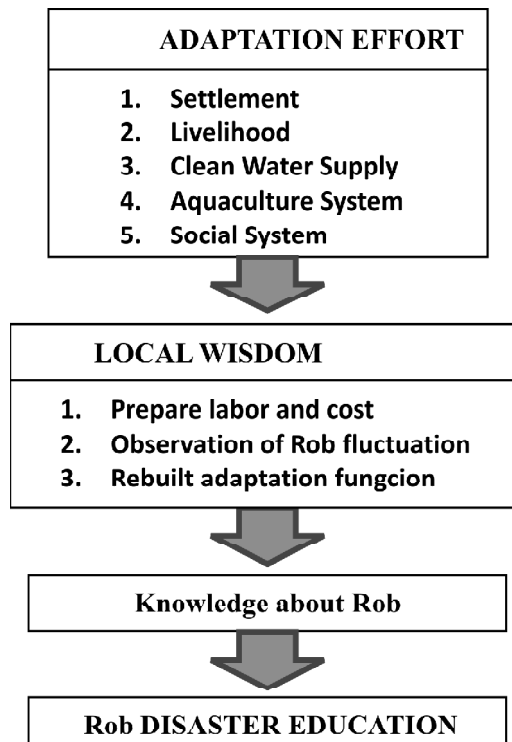 ADAPTATION EFFORT
1. Settlement
2. Livelihood
3. Clean Water Supply
4. Aquaculture System
5. Social System
LOCAL WISDOM
1. Prepare labor and cost
2. Observation of Rob fluctuation
3. Rebuilt adaptation fungcion
Knowledge about Rob
Rob DISASTER EDUCATION